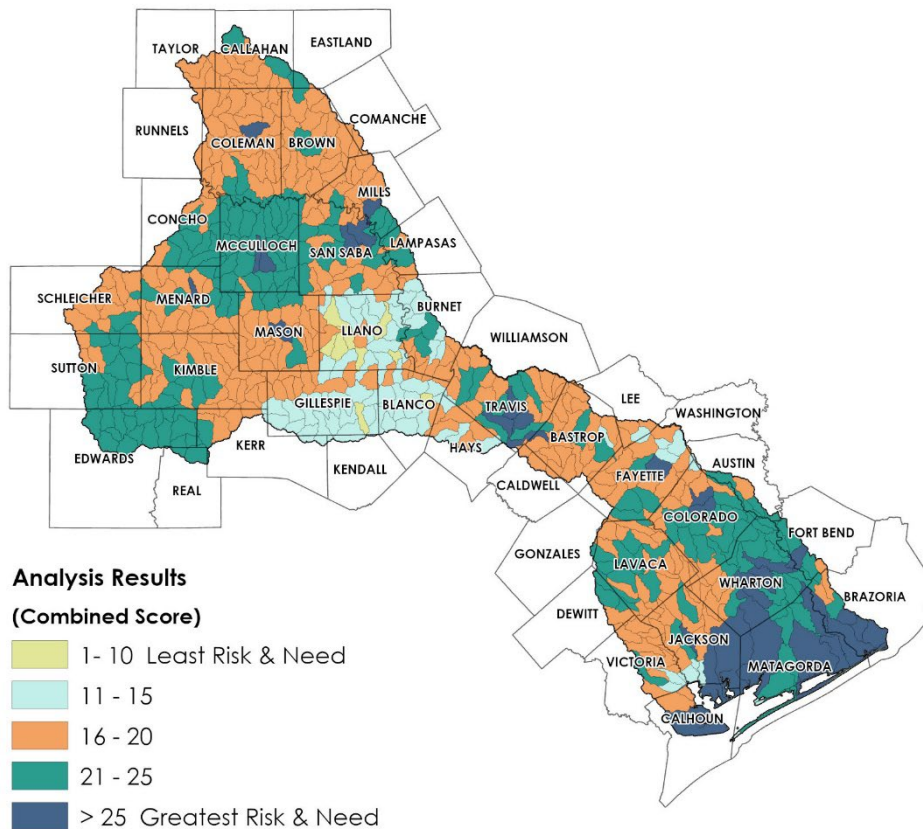 EASTLAND
TAYLOR
CALLAHAN
COMANCHE
RUNNELS
COLEMAN
BROWN
MILLS
CONCHO
MCCULLOCH
SAN SABA
LAMPASAS
SCHLEICHER
MENARD
BURNET
MASON
LLANO
WILLIAMSON
SUTTON
KIMBLE
GILLESPIE
BLANCO
TRAVIS
LEE
WASHINGTON
BASTROP
EDWARDS
KERR
HAYS
FAYETTE
AUSTIN
REAL
KENDALL
CALDWELL
COLORADO
FORT BEND
GONZALES
LAVACA
WHARTON
BRAZORIA
DEWITT
JACKSON
VICTORIA
MATAGORDA
CALHOUN
Analysis Results
(Combined Score)
1- 10 Least Risk & Need
11 - 15
16 - 20
21 - 25
> 25 Greatest Risk & Need